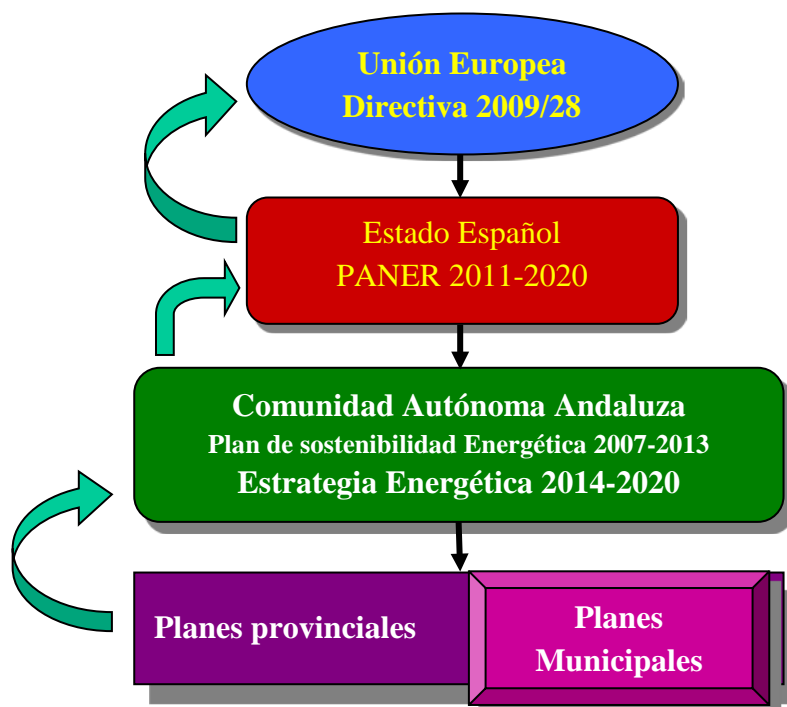 Unión Europea
Directiva 2009/28
Estado Español
PANER 2011-2020
Comunidad Autónoma Andaluza
Plan de sostenibilidad Energética 2007-2013
Estrategia Energética 2014-2020
Planes provinciales
Planes
Municipales